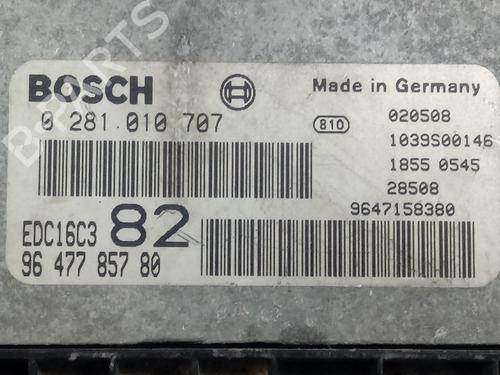 BOSCH
Made in Germany
0 281 010 707
810
020508
1039S00146
1855 0545
28508
9647158380
EDC16C3 82
96 477 857 80
B-PARTS